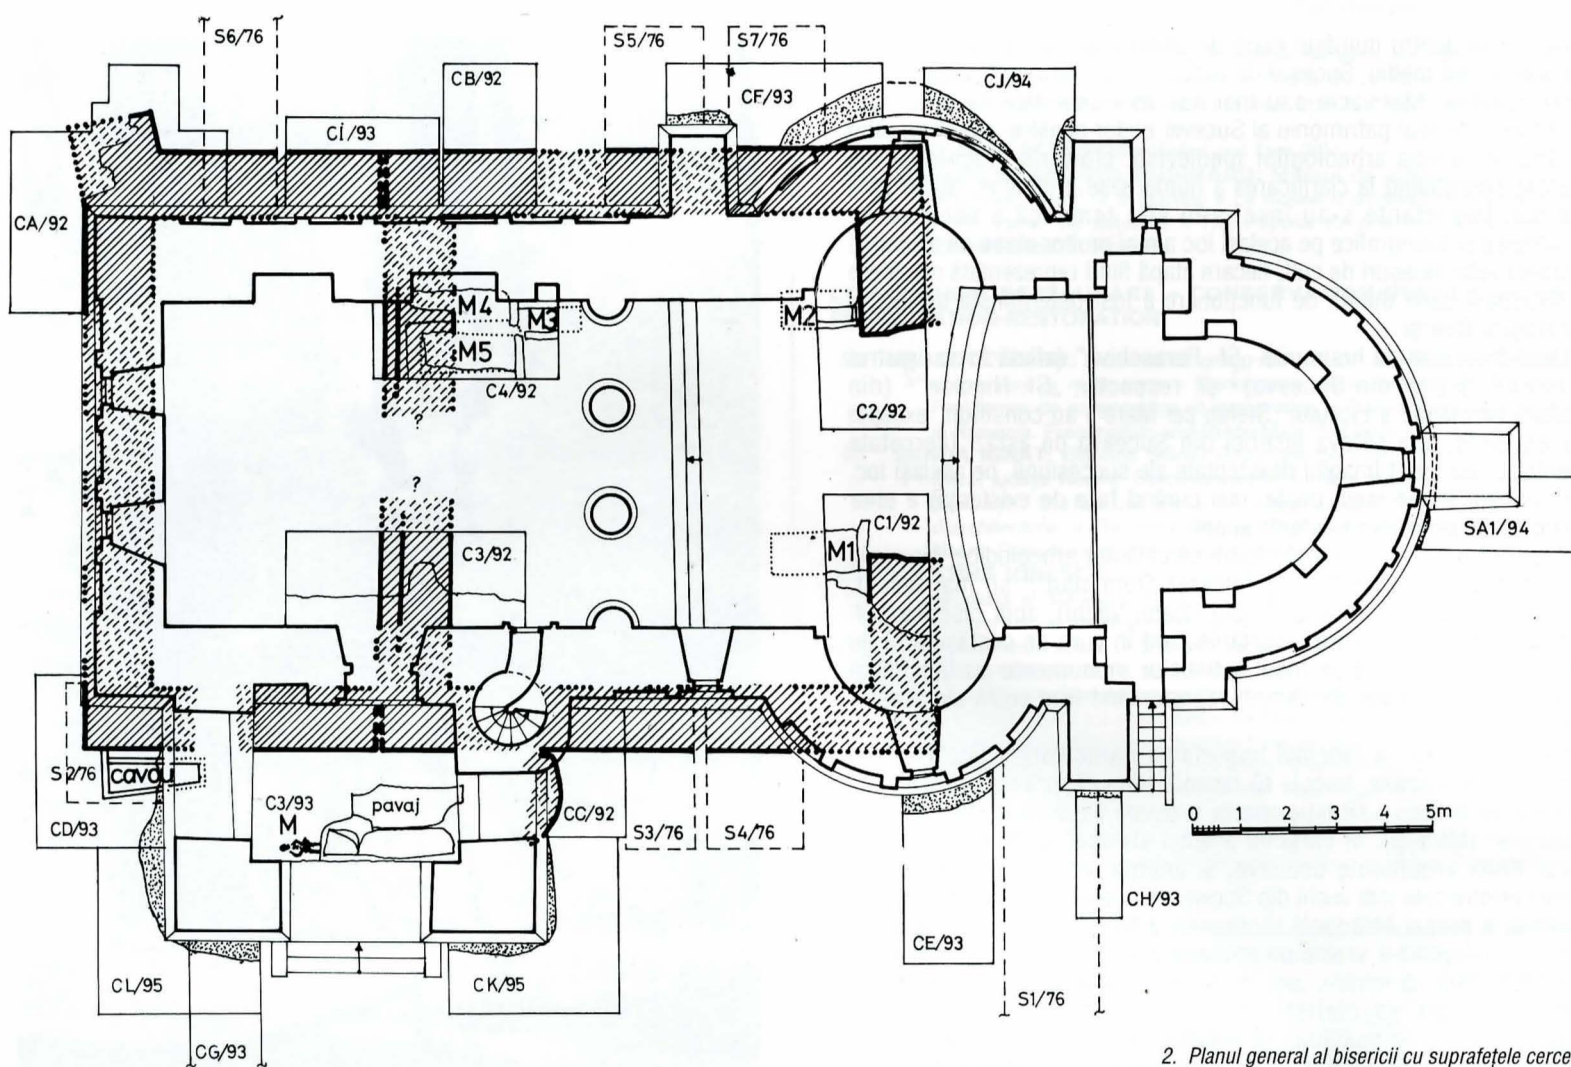 S6/76
S5/76
S7/76
CB/92
CF/93
CJ/94
CÍ/93
CA/92
M4
M3
M2
M5
C4/92
C2/92
?
?
C1/92
M1
C3/92
SA1/94
S2/76
cavou
C3/93
pavaj
M
CC/92
CD/93
S3/76
S4/76
0 1 2 3 4 5m
CH/93
CE/93
CL/95
CK/95
S1/76
CG/93
2. Planul general al bisericii cu suprafețele cerce